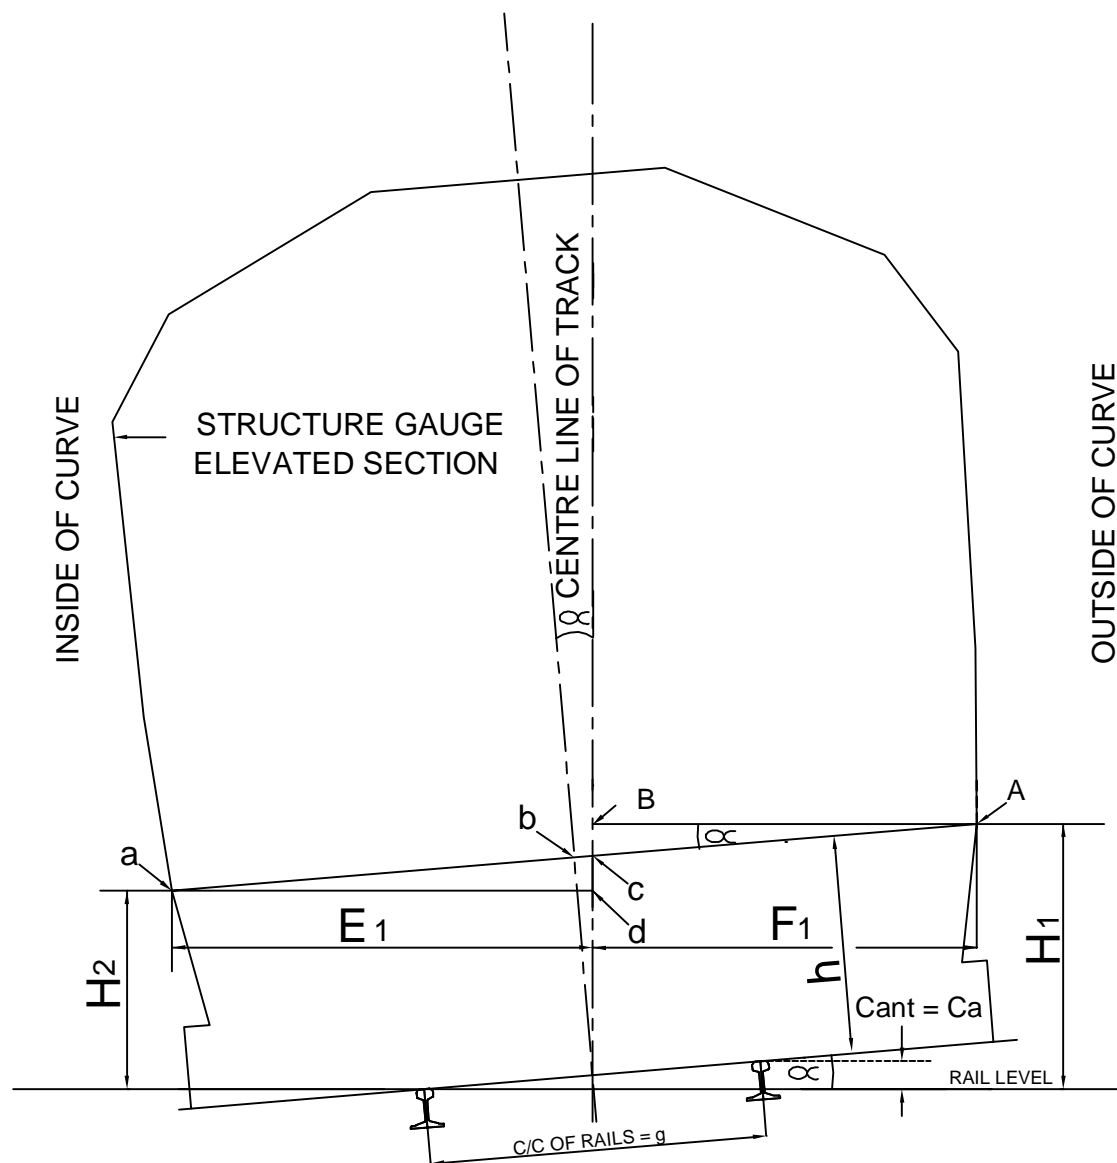 CENTRE LINE OF TRACK
INSIDE OF CURVE
OUTSIDE OF CURVE
STRUCTURE GAUGE
ELEVATED SECTION
∝
B
A
b
∝
a
c
d
E1
F1
H2
h
H1
Cant = Ca
∝
RAIL LEVEL
C/C OF RAILS = g